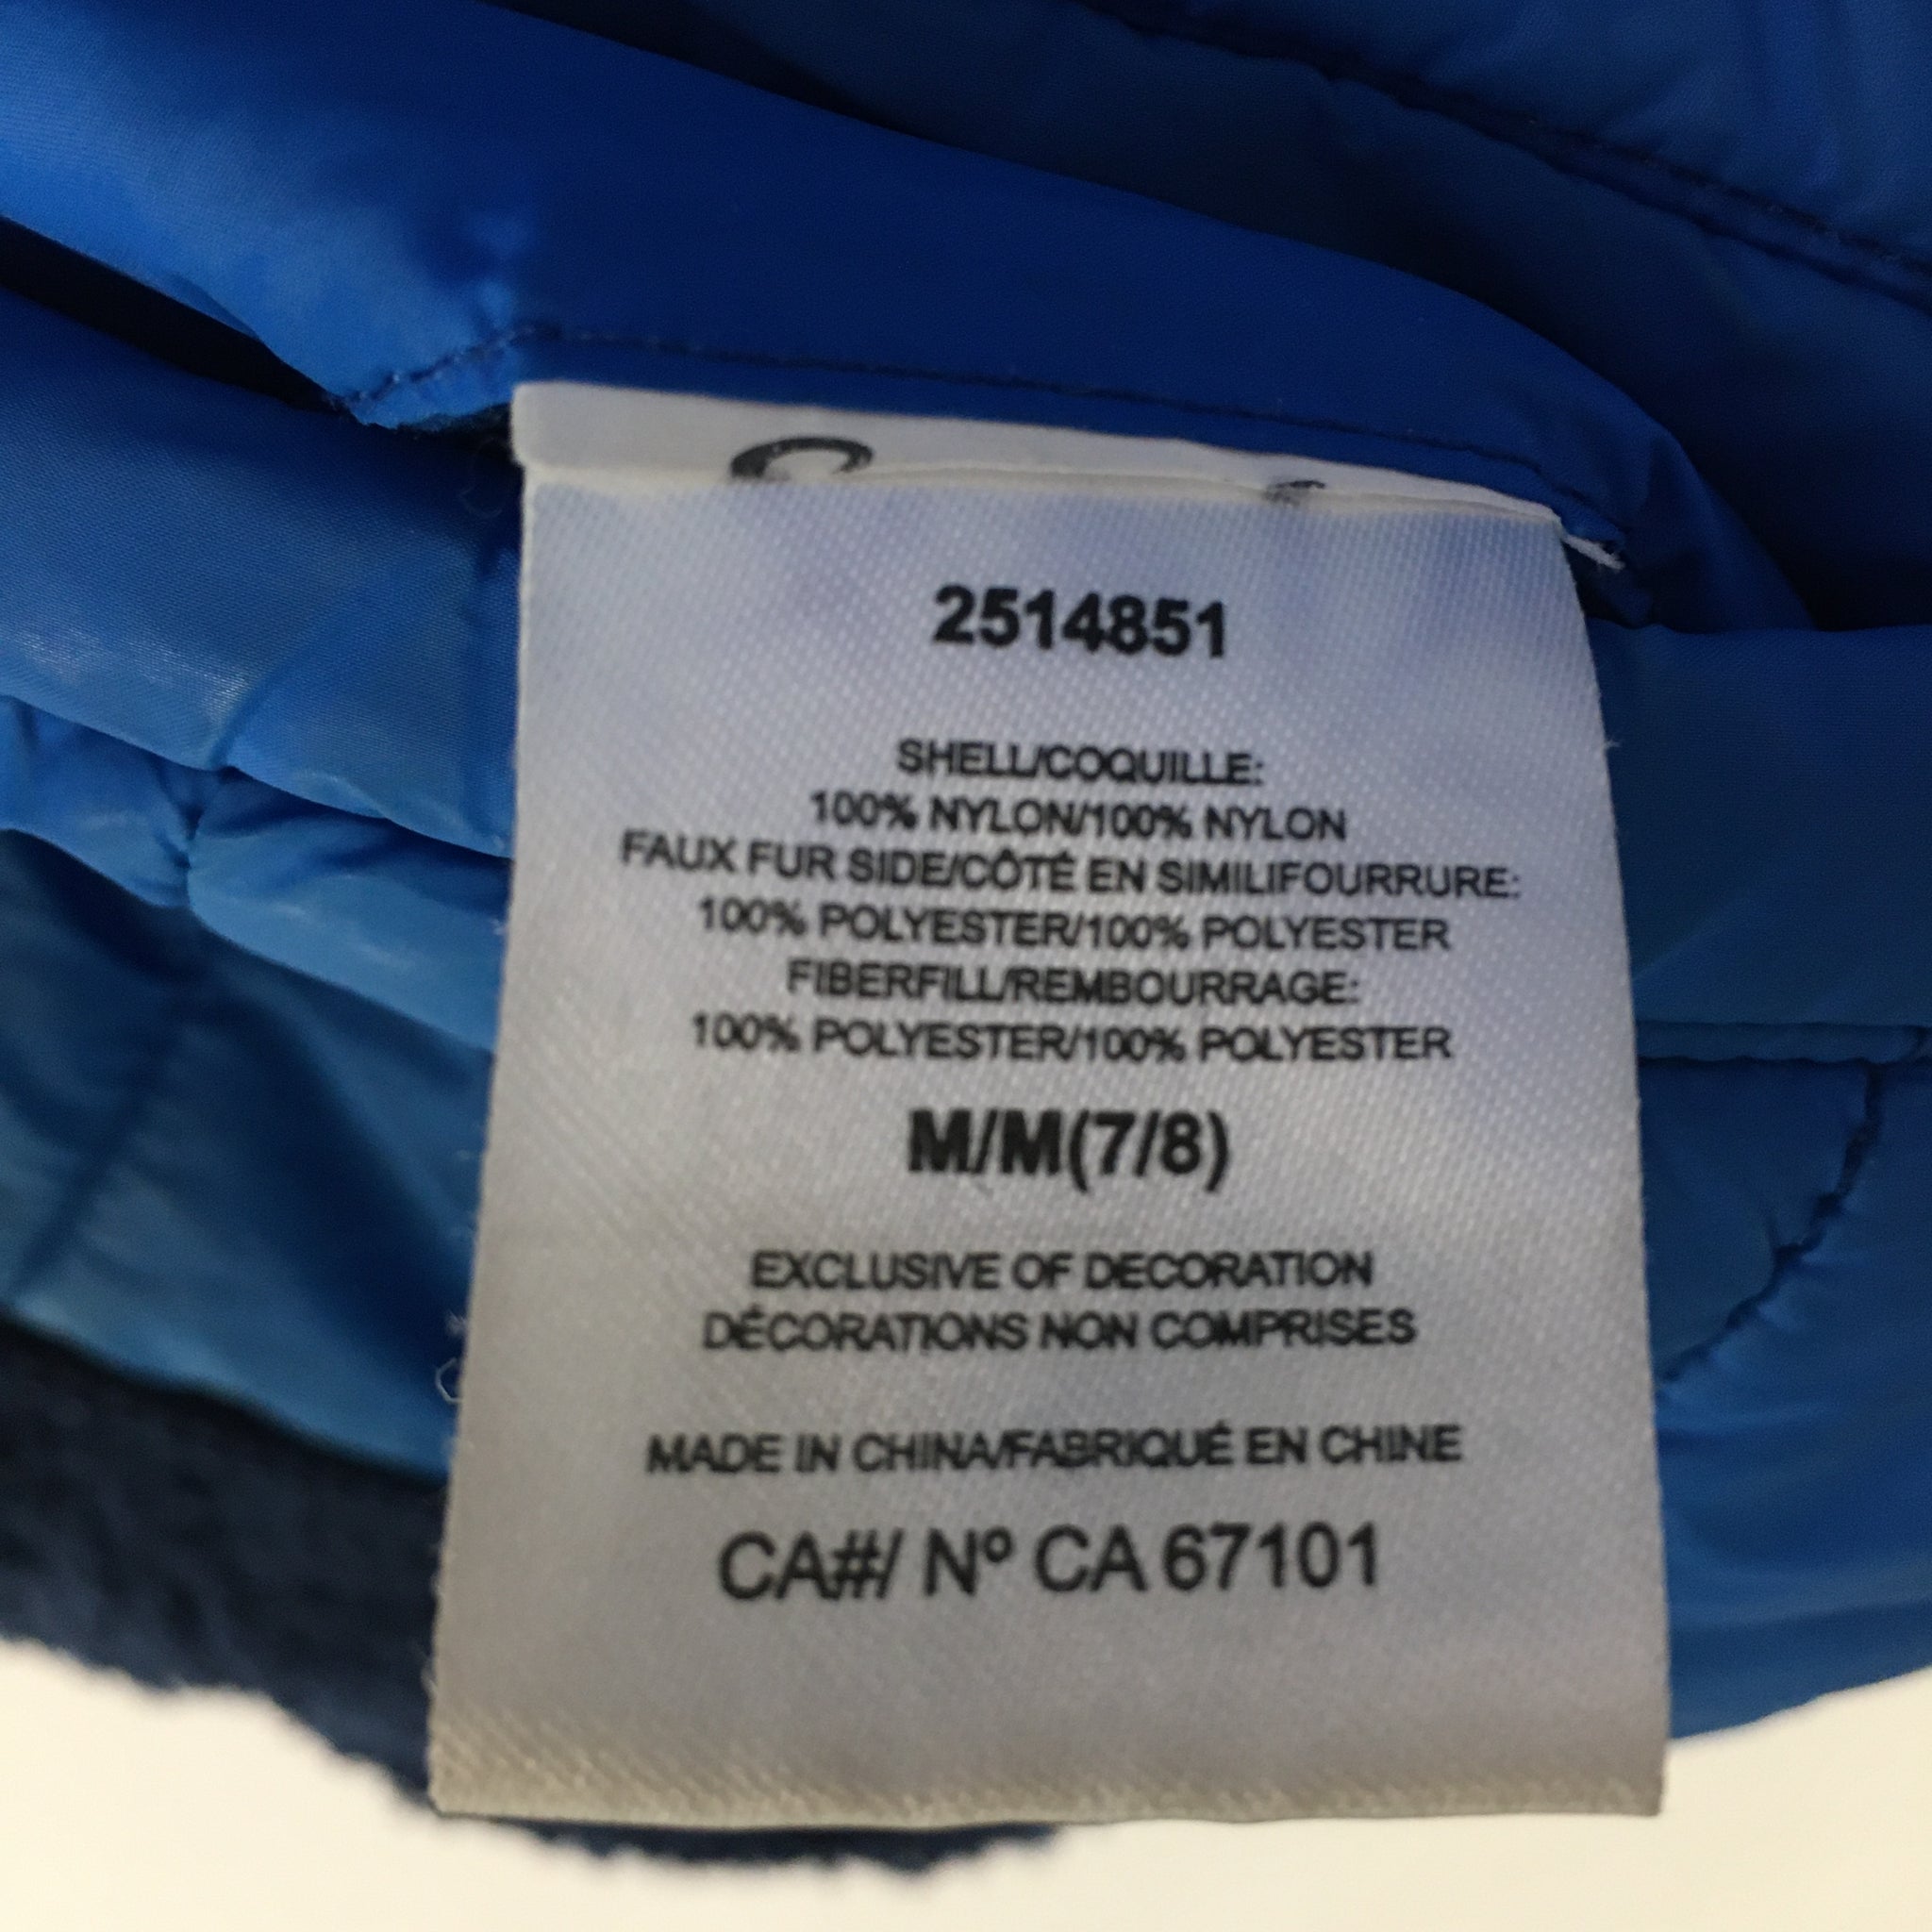 2514851
SHELL/COQUILLE:
100% NYLON/100% NYLON
FAUX FUR SIDE/CÔTÉ EN SIMILIFOURRURE:
100% POLYESTER/100% POLYESTER
FIBERFILL/REMBOURRAGE:
100% POLYESTER/100% POLYESTER
M/M(7/8)
EXCLUSIVE OF DECORATION
DÉCORATIONS NON COMPRISES
MADE IN CHINA/FABRIQUÉ EN CHINE
CA#/ Nº CA 67101